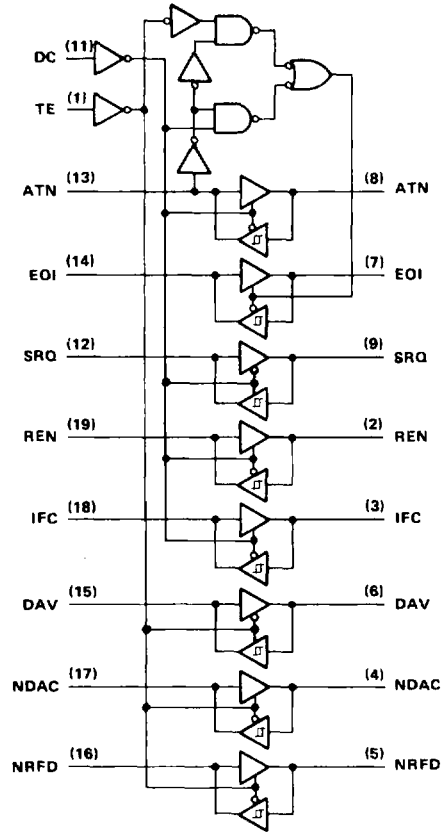 DC (11)
TE (1)
ATN (13) (8) ATN
EOI (14) (7) EOI
SRQ (12) (9) SRQ
REN (19) (2) REN
IFC (18) (3) IFC
DAV (15) (6) DAV
NDAC (17) (4) NDAC
NRFD (16) (5) NRFD